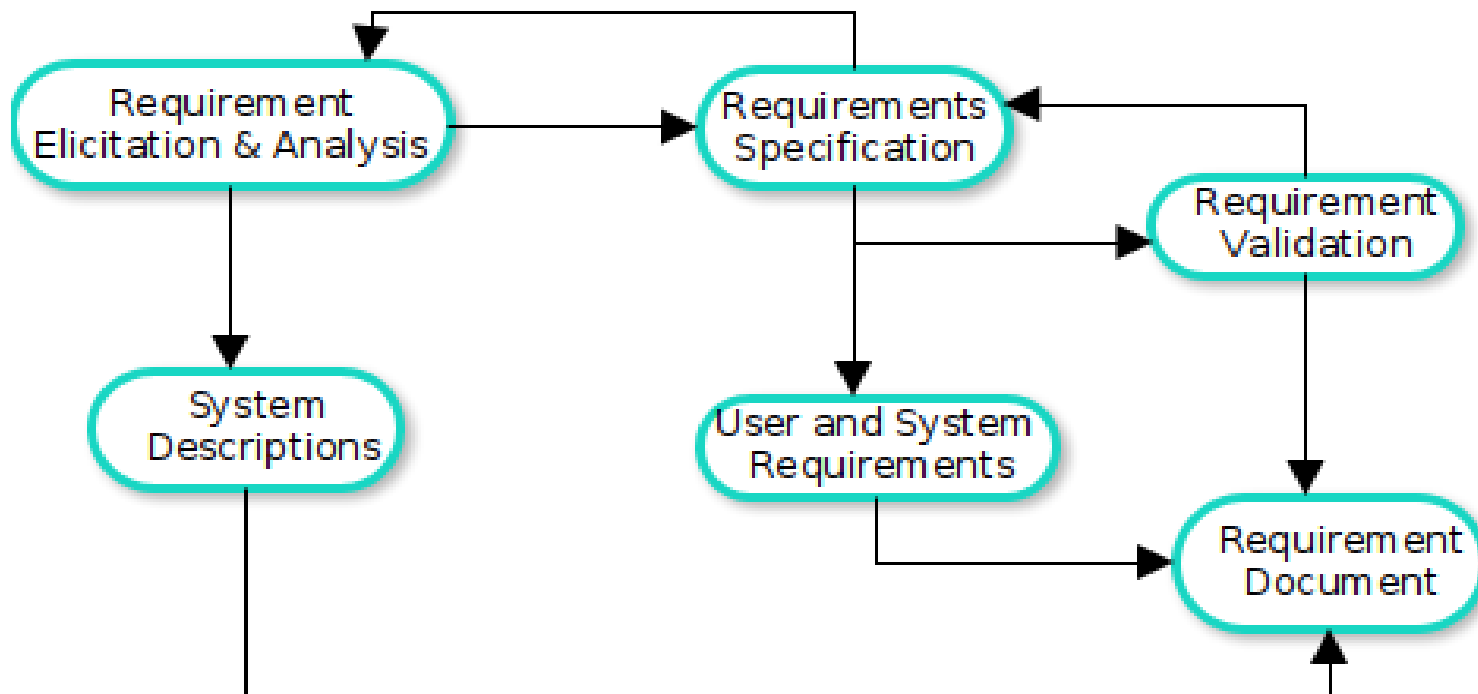 Requirement
Elicitation & Analysis
Requirements
Specification
Requirement
Validation
System
Descriptions
User and System
Requirements
Requirement
Document